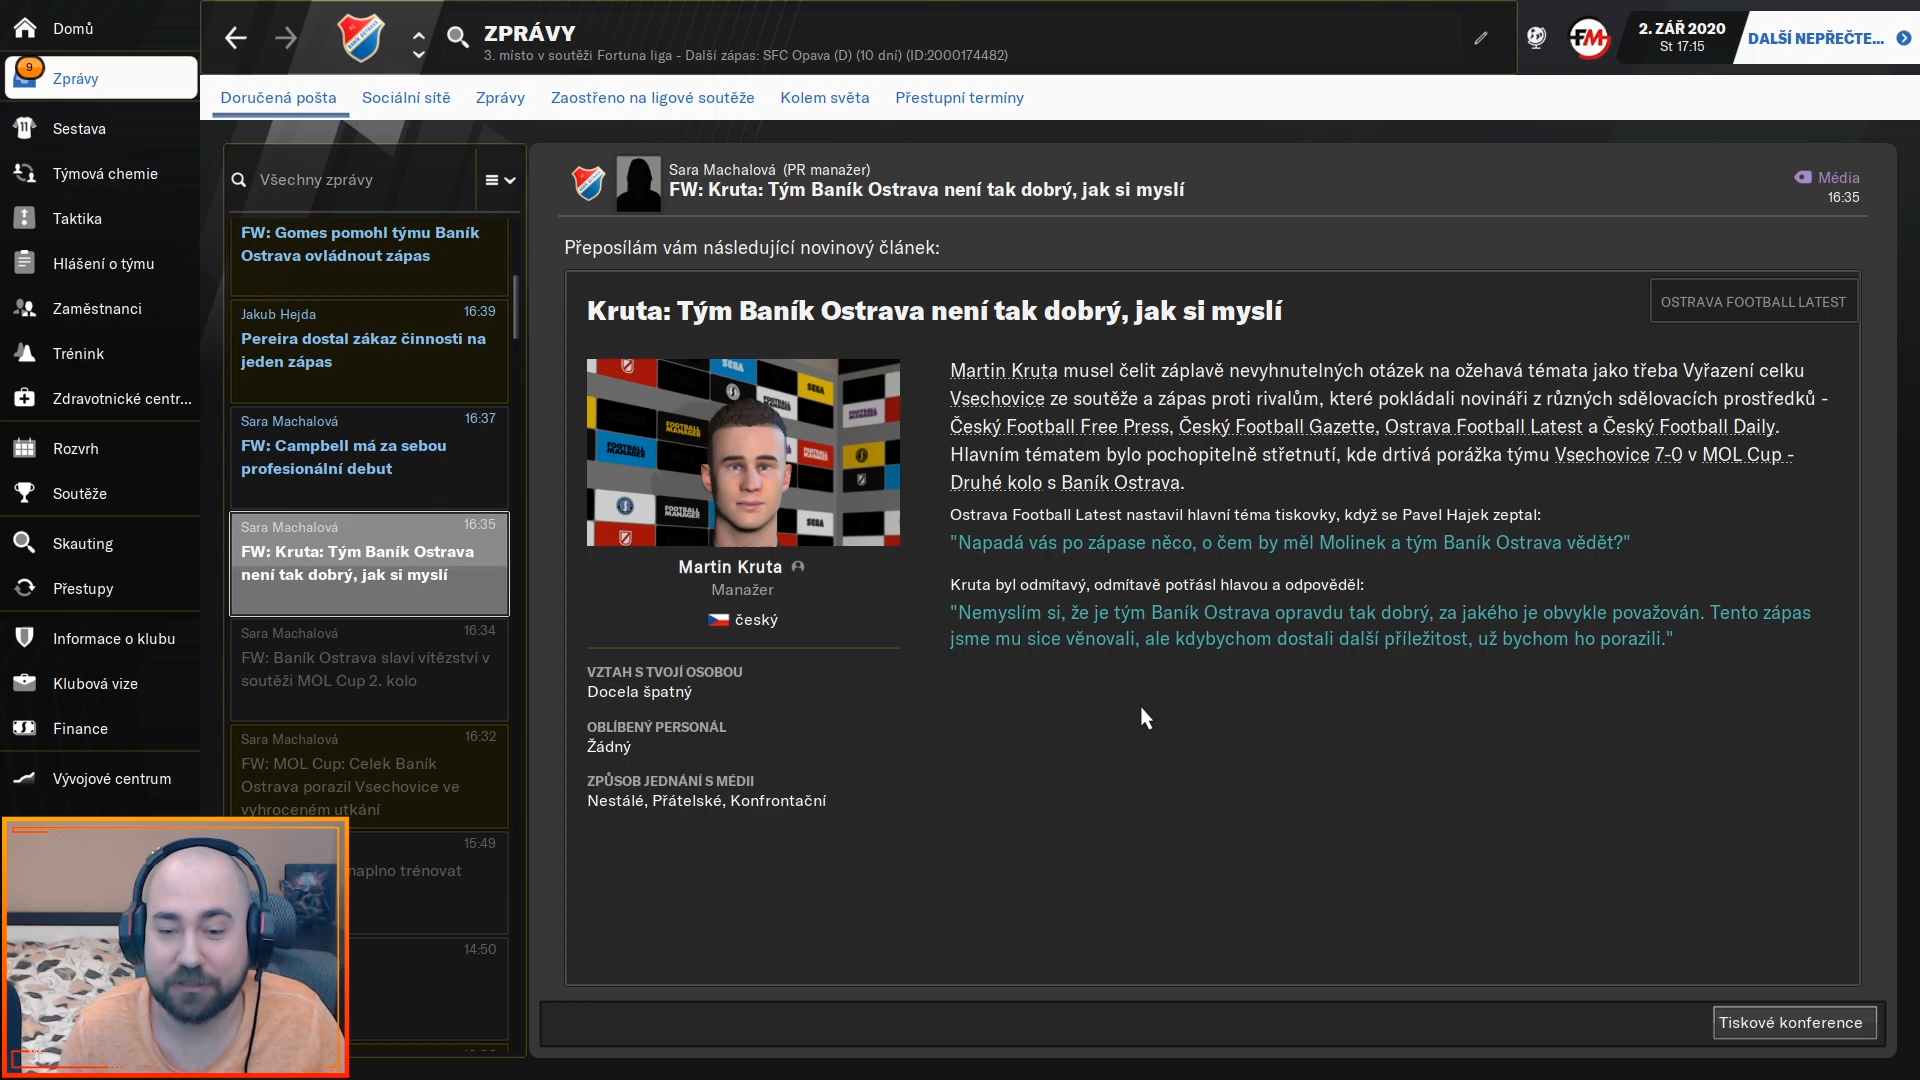 Domů
9
Zprávy
Sestava
Týmová chemie
Taktika
Hlášení o týmu
Zaměstnanci
Trénink
Zdravotnické centr...
Rozvrh
Soutěže
Skauting
Přestupy
Informace o klubu
Klubová vize
Finance
Vývojové centrum
ZPRÁVY
3. místo v soutěži Fortuna liga - Další zápas: SFC Opava (D) (10 dní) (ID:2000174482)
FM
2. ZÁŘ 2020
St 17:15
DALŠÍ NEPŘEČTE...
Doručená pošta
Sociální sítě
Zprávy
Zaostřeno na ligové soutěže
Kolem světa
Přestupní termíny
Všechny zprávy
FW: Gomes pomohl týmu Baník
Ostrava ovládnout zápas
Jakub Hejda
16:39
Pereira dostal zákaz činnosti na
jeden zápas
Sara Machalová
16:37
FW: Campbell má za sebou
profesionální debut
Sara Machalová
16:35
FW: Kruta: Tým Baník Ostrava
není tak dobrý, jak si myslí
Sara Machalová
16:34
FW: Baník Ostrava slaví vítězství v
soutěži MOL Cup 2. kolo
Sara Machalová
16:32
FW: MOL Cup: Celek Baník
Ostrava porazil Vsechovice ve
vyhroceném utkání
15:49
naplno trénovat
14:50
Sara Machalová (PR manažer)
FW: Kruta: Tým Baník Ostrava není tak dobrý, jak si myslí
Média
16:35
Přeposílám vám následující novinový článek:
Kruta: Tým Baník Ostrava není tak dobrý, jak si myslí
OSTRAVA FOOTBALL LATEST
Martin Kruta
Manažer
český
VZTAH S TVOJÍ OSOBOU
Docela špatný
OBLÍBENÝ PERSONÁL
Žádný
ZPŮSOB JEDNÁNÍ S MÉDII
Nestálé, Přátelské, Konfrontační
Martin Kruta musel čelit záplavě nevyhnutelných otázek na ožehavá témata jako třeba Vyřazení celku
Vsechovice ze soutěže a zápas proti rivalům, které pokládali novináři z různých sdělovacích prostředků -
Český Football Free Press, Český Football Gazette, Ostrava Football Latest a Český Football Daily.
Hlavním tématem bylo pochopitelně střetnutí, kde drtivá porážka týmu Vsechovice 7-0 v MOL Cup -
Druhé kolo s Baník Ostrava.
Ostrava Football Latest nastavil hlavní téma tiskovky, když se Pavel Hajek zeptal:
"Napadá vás po zápase něco, o čem by měl Molinek a tým Baník Ostrava vědět?"
Kruta byl odmítavý, odmítavě potřásl hlavou a odpověděl:
"Nemyslím si, že je tým Baník Ostrava opravdu tak dobrý, za jakého je obvykle považován. Tento zápas
jsme mu sice věnovali, ale kdybychom dostali další příležitost, už bychom ho porazili."
Tiskové konference